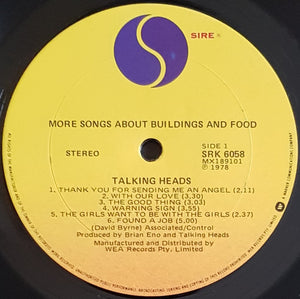 SIRE
MORE SONGS ABOUT BUILDINGS AND FOOD
STEREO
SIDE 1
SRK 6058
MX189101
℗ 1978
TALKING HEADS
1. THANK YOU FOR SENDING ME AN ANGEL (2.11)
2. WITH OUR LOVE (3.30)
3. THE GOOD THING (3.03)
4. WARNING SIGN (3.55)
5. THE GIRLS WANT TO BE WITH THE GIRLS (2.37)
6. FOUND A JOB (5.00)
(David Byrne) Associated/Control
Produced by Brian Eno and Talking Heads
Manufactured and Distributed by
WEA Records Pty. Limited